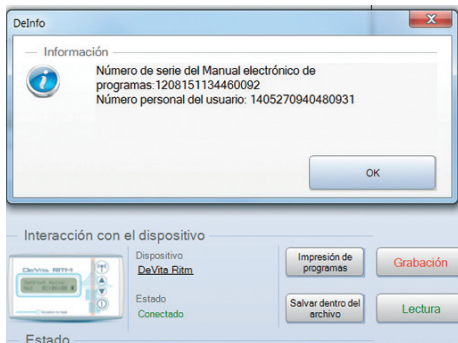 DeInfo
Información
Número de serie del Manual electrónico de
programas:1208151134460092
Número personal del usuario: 1405270940480931
OK
Interacción con el dispositivo
DeVita RITM
Dispositivo
DeVita Ritm
Estado
Conectado
Impresión de
programas
Grabación
Salvar dentro del
archivo
Lectura
Estado